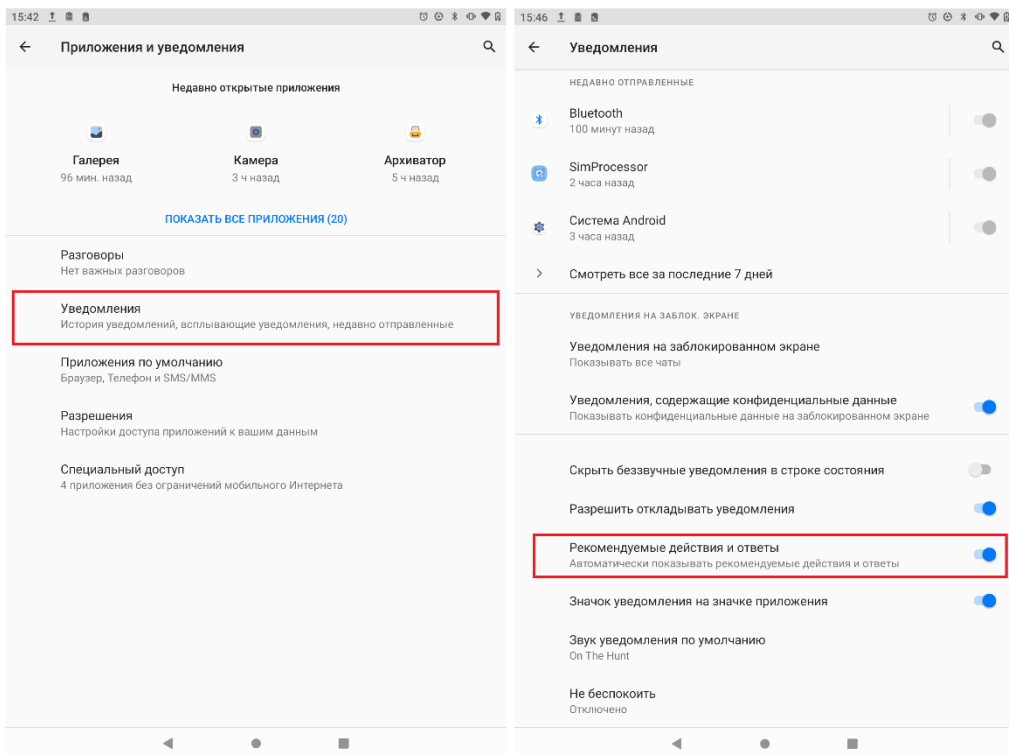 15:42
Приложения и уведомления
Недавно открытые приложения
Галерея
96 мин. назад
Камера
3 ч назад
Архиватор
5 ч назад
ПОКАЗАТЬ ВСЕ ПРИЛОЖЕНИЯ (20)
Разговоры
Нет важных разговоров
Уведомления
История уведомлений, всплывающие уведомления, недавно отправленные
Приложения по умолчанию
Браузер, Телефон и SMS/MMS
Разрешения
Настройки доступа приложений к вашим данным
Специальный доступ
4 приложения без ограничений мобильного Интернета
15:46
Уведомления
НЕДАВНО ОТПРАВЛЕННЫЕ
Bluetooth
100 минут назад
SimProcessor
2 часа назад
Система Android
3 часа назад
Смотреть все за последние 7 дней
УВЕДОМЛЕНИЯ НА ЗАБЛОК. ЭКРАНЕ
Уведомления на заблокированном экране
Показывать все чаты
Уведомления, содержащие конфиденциальные данные
Показывать конфиденциальные данные на заблокированном экране
Скрыть беззвучные уведомления в строке состояния
Разрешить откладывать уведомления
Рекомендуемые действия и ответы
Автоматически показывать рекомендуемые действия и ответы
Значок уведомления на значке приложения
Звук уведомления по умолчанию
On The Hunt
Не беспокоить
Отключено